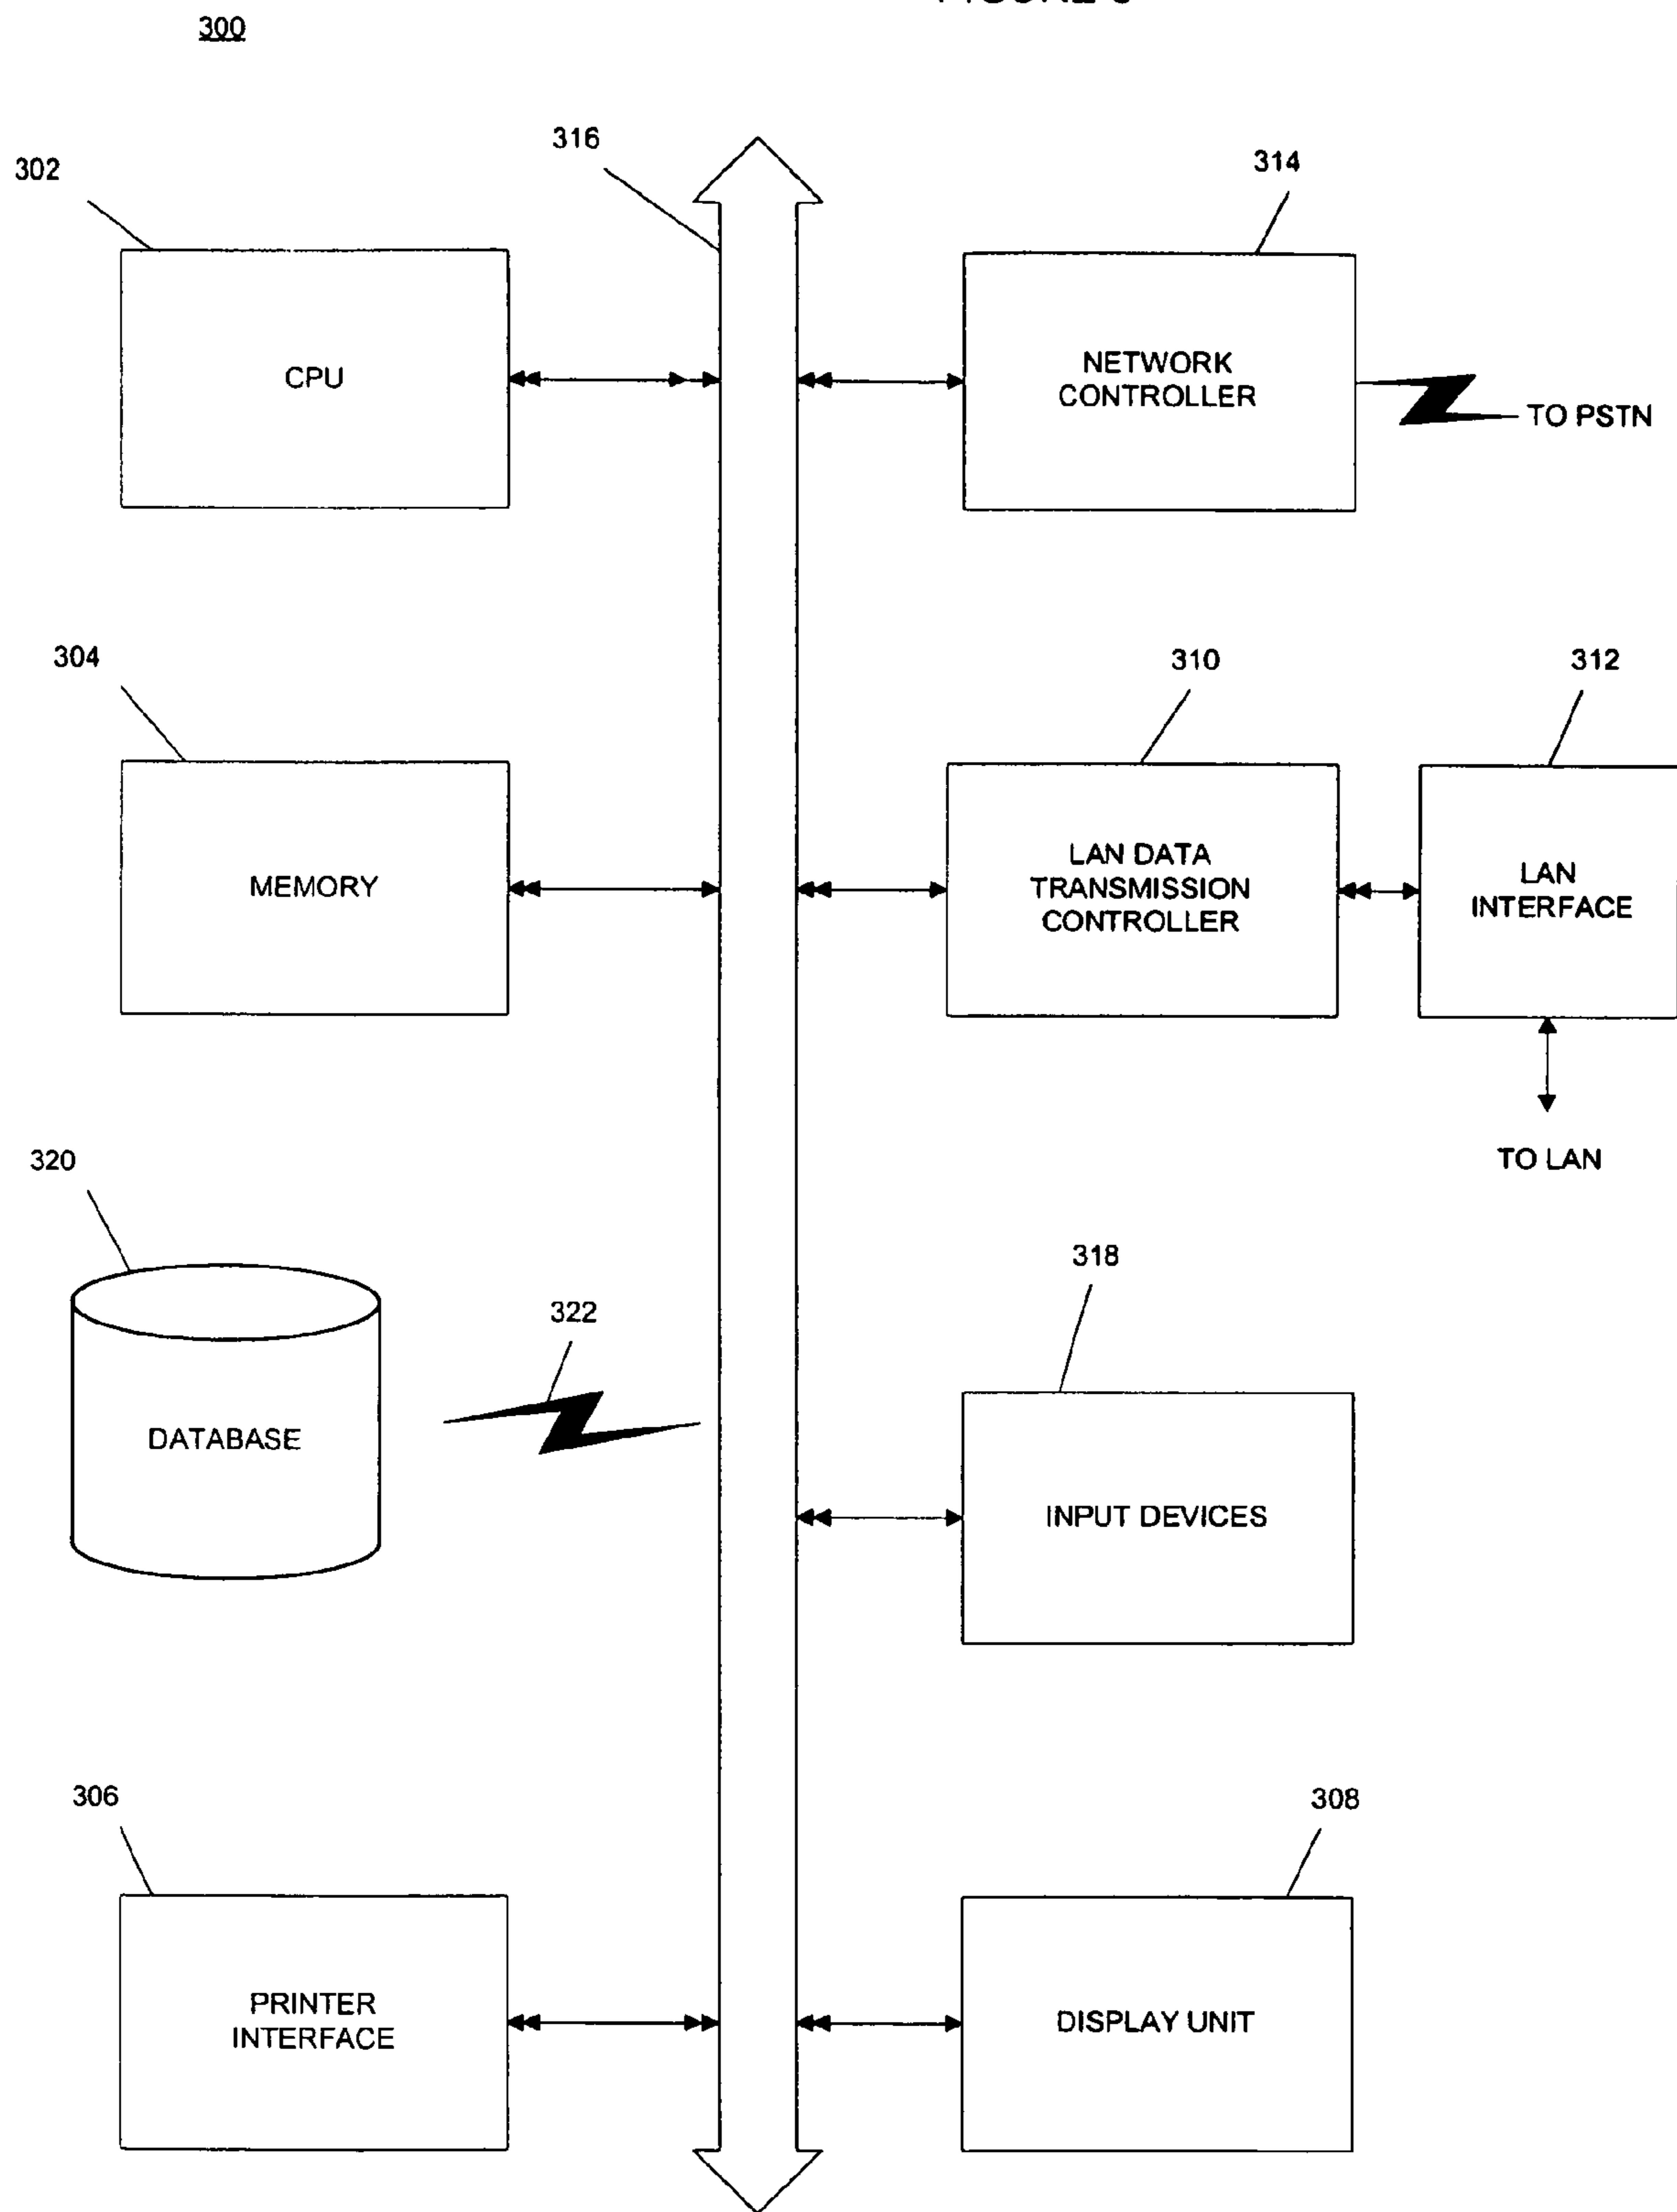 300
316
302
314
CPU
NETWORK
CONTROLLER
TO PSTN
304
310
312
MEMORY
LAN DATA
TRANSMISSION
CONTROLLER
LAN
INTERFACE
TO LAN
320
318
322
DATABASE
INPUT DEVICES
306
308
PRINTER
INTERFACE
DISPLAY UNIT